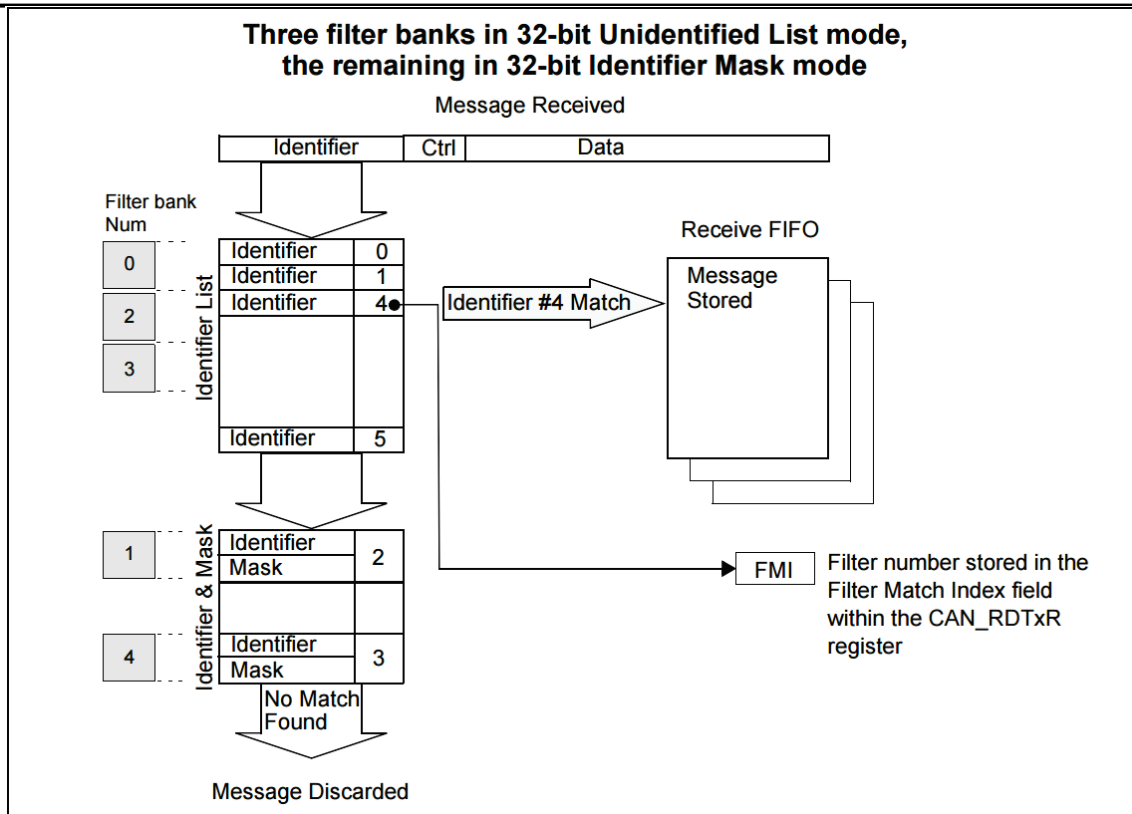 Three filter banks in 32-bit Unidentified List mode,
the remaining in 32-bit Identifier Mask mode
Message Received
Identifier Ctrl Data
Filter bank
Num
Receive FIFO
0
2
3
Identifier List
Identifier 0
Identifier 1
Identifier 4
Identifier 5
Identifier #4 Match
Message
Stored
1
4
Identifier & Mask
Identifier
Mask
2
Identifier
Mask
3
FMI
Filter number stored in the
Filter Match Index field
within the CAN_RDTxR
register
No Match
Found
Message Discarded